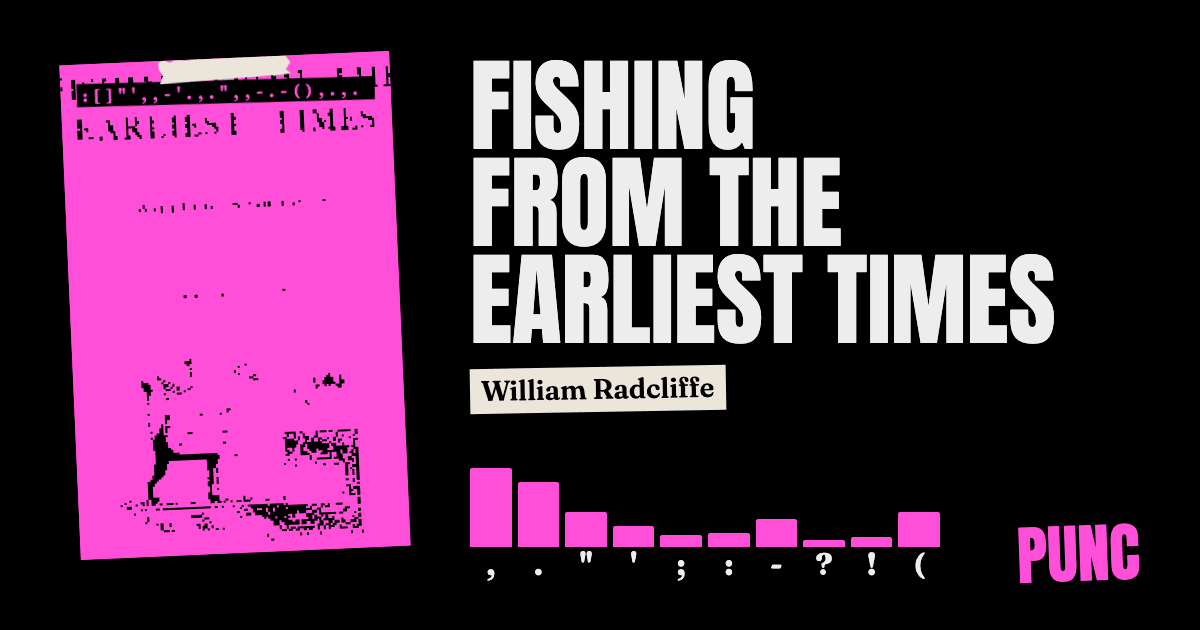 :[]"',,-'.,.",,-.-(),.,.
EARLIEST TIMES
FISHING
FROM THE
EARLIEST TIMES
William Radcliffe
, . " ' ; : - ? ! (
PUNC